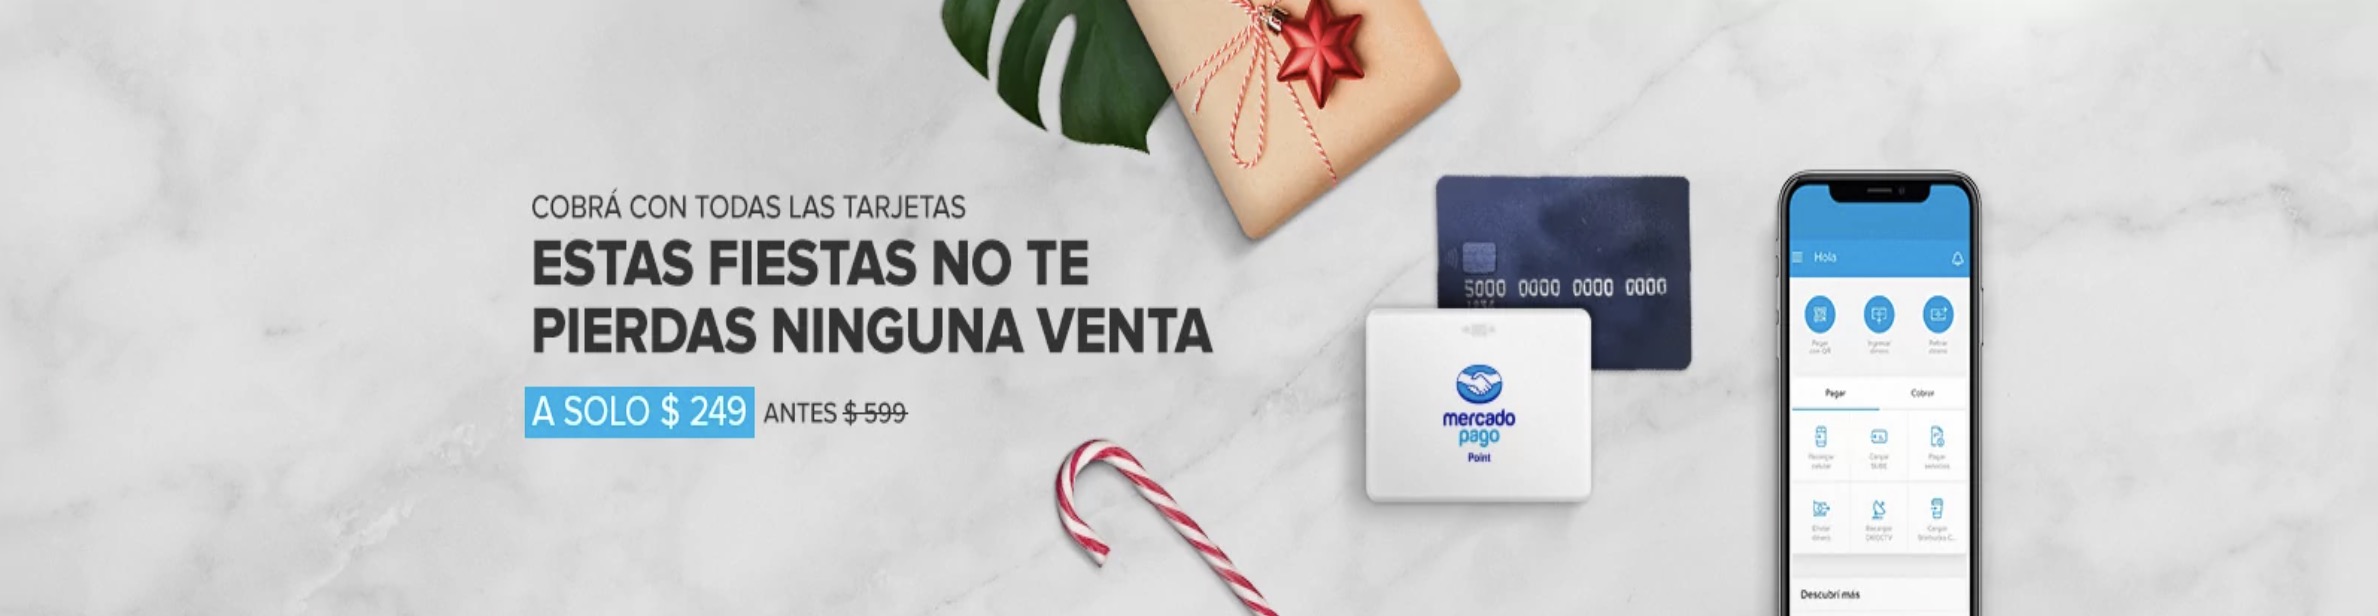 COBRÁ CON TODAS LAS TARJETAS
ESTAS FIESTAS NO TE
PIERDAS NINGUNA VENTA
A SOLO $ 249 ANTES $ 599
5000 0000 0000 0000
mercado
pago
Point
Hola
Pagar
con QR
Ingresar
dinero
Retirar
dinero
Pagar
Cobrar
Recargar
celular
Cargar
SUBE
Pagar
servicios
Enviar
dinero
Recargar
DIRECTV
Cargar
Starbucks C...
Descubrí más